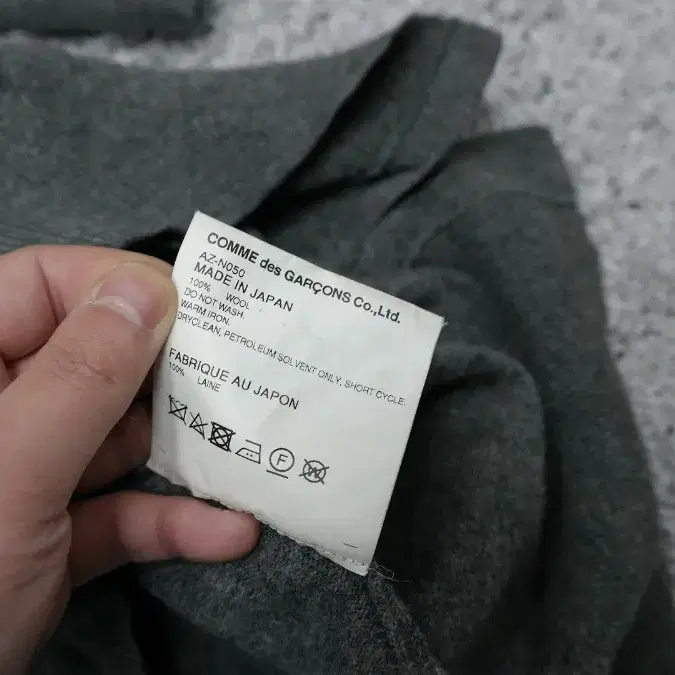 COMME des GARÇONS Co.,Ltd.
AZ-N050
MADE IN JAPAN
100% WOOL
DO NOT WASH.
WARM IRON.
DRYCLEAN, PETROLEUM SOLVENT ONLY, SHORT CYCLE.
FABRIQUE AU JAPON
100% LAINE
F W